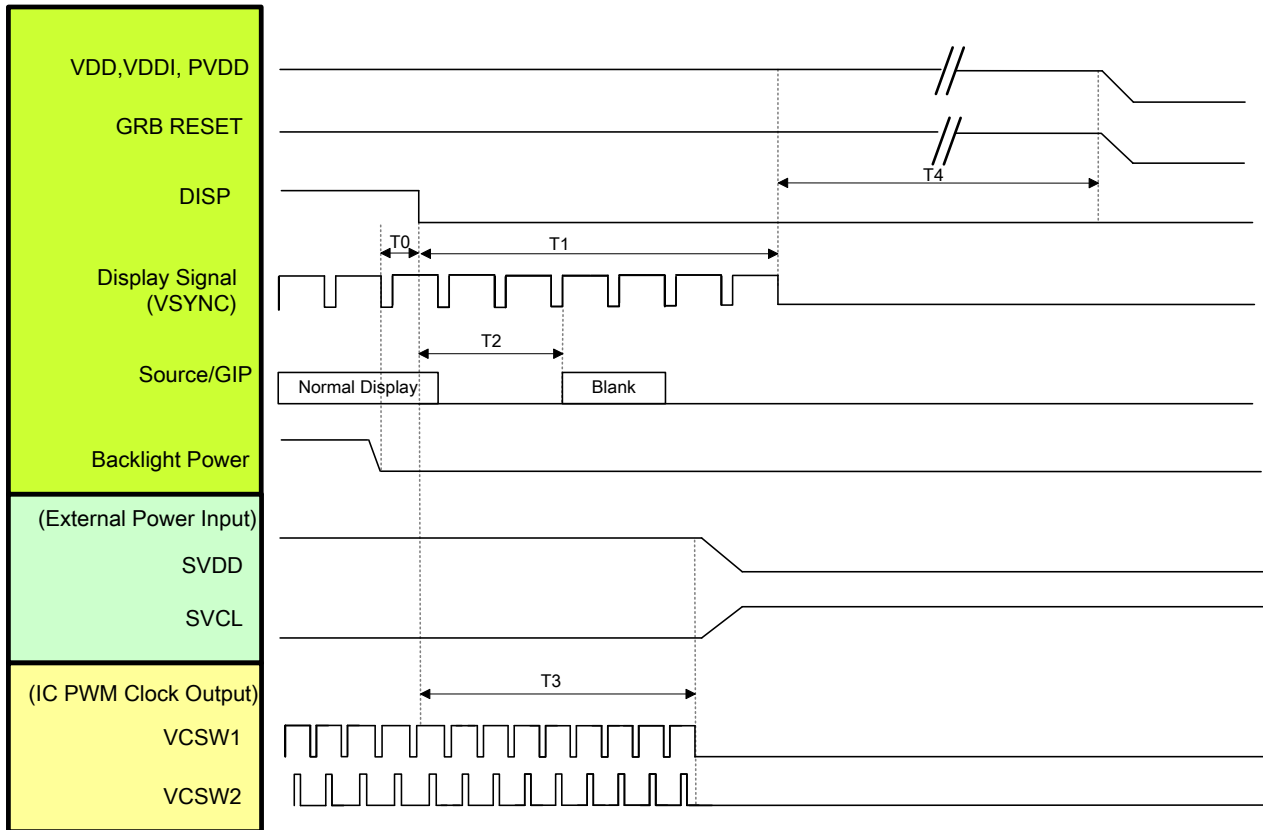 VDD,VDDI, PVDD
GRB RESET
T4
DISP
T0
T1
Display Signal
(VSYNC)
T2
Source/GIP
Normal Display
Blank
Backlight Power
(External Power Input)
SVDD
SVCL
T3
(IC PWM Clock Output)
VCSW1
VCSW2